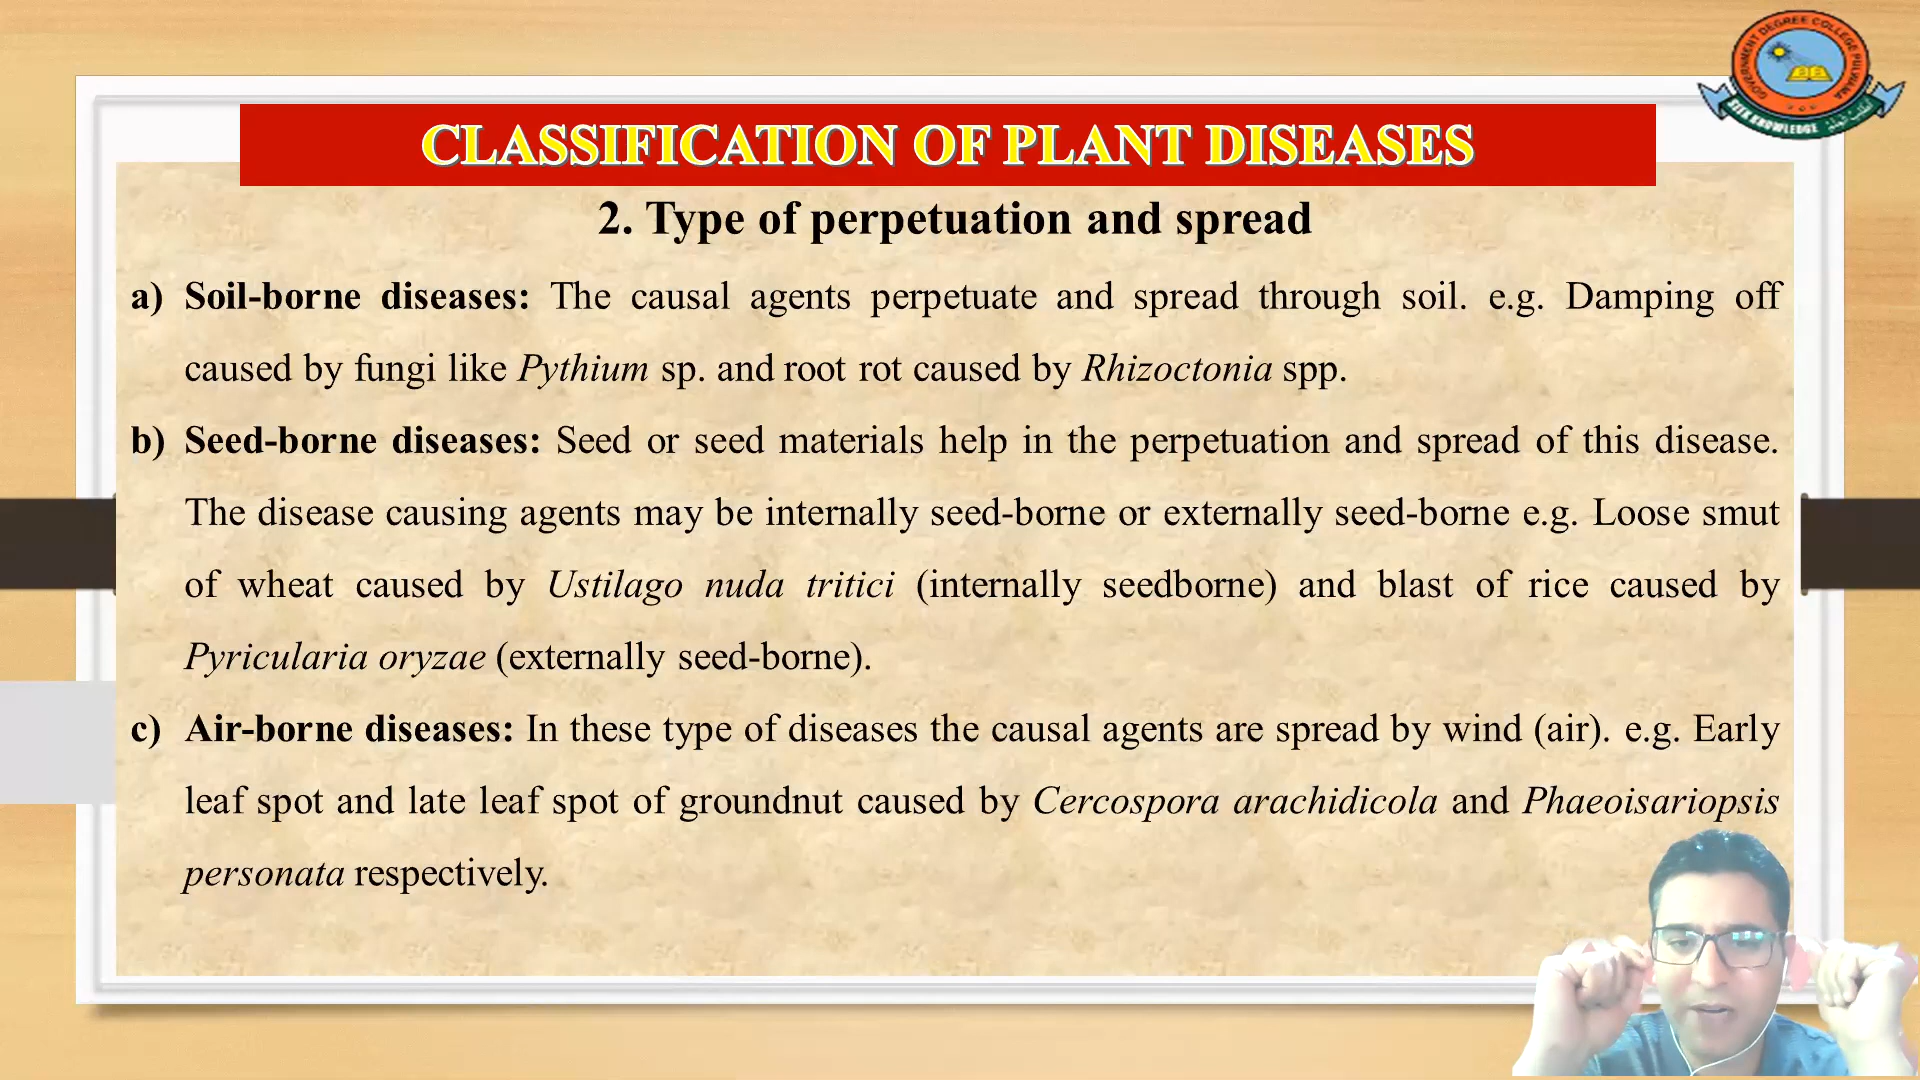 GOVERNMENT DEGREE COLLEGE PULWAMA
SEEK KNOWLEDGE
CLASSIFICATION OF PLANT DISEASES
2. Type of perpetuation and spread
a) Soil-borne diseases: The causal agents perpetuate and spread through soil. e.g. Damping off
caused by fungi like Pythium sp. and root rot caused by Rhizoctonia spp.
b) Seed-borne diseases: Seed or seed materials help in the perpetuation and spread of this disease.
The disease causing agents may be internally seed-borne or externally seed-borne e.g. Loose smut
of wheat caused by Ustilago nuda tritici (internally seedborne) and blast of rice caused by
Pyricularia oryzae (externally seed-borne).
c) Air-borne diseases: In these type of diseases the causal agents are spread by wind (air). e.g. Early
leaf spot and late leaf spot of groundnut caused by Cercospora arachidicola and Phaeoisariopsis
personata respectively.